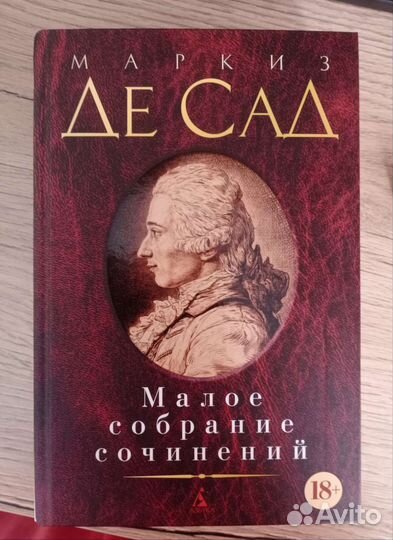 МАРКИЗ
ДЕ САД
Малое
собрание
сочинений
18+
Avito